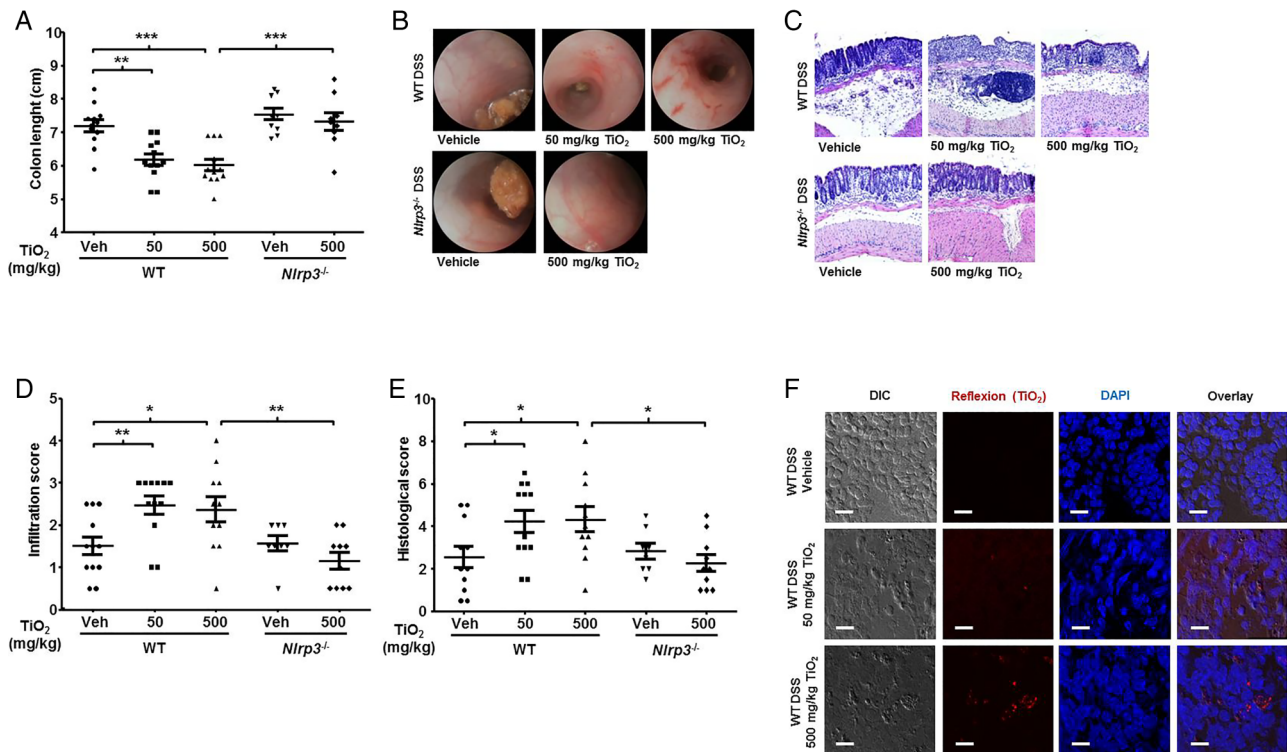 A
10
9
8
7
6
5
4
Colon lenght (cm)
***
***
**
TiO2
(mg/kg)
Veh 50 500 Veh 500
WT Nlrp3-/-
B
WT DSS
Vehicle 50 mg/kg TiO2 500 mg/kg TiO2
Nlrp3-/- DSS
Vehicle 500 mg/kg TiO2
C
WT DSS
Vehicle 50 mg/kg TiO2 500 mg/kg TiO2
Nlrp3-/- DSS
Vehicle 500 mg/kg TiO2
D
5
4
3
2
1
0
Infiltration score
*
**
**
TiO2
(mg/kg)
Veh 50 500 Veh 500
WT Nlrp3-/-
E
10
8
6
4
2
0
Histological score
*
*
*
TiO2
(mg/kg)
Veh 50 500 Veh 500
WT Nlrp3-/-
F
DIC Reflexion (TiO2) DAPI Overlay
WT DSS
Vehicle
WT DSS
50 mg/kg TiO2
WT DSS
500 mg/kg TiO2